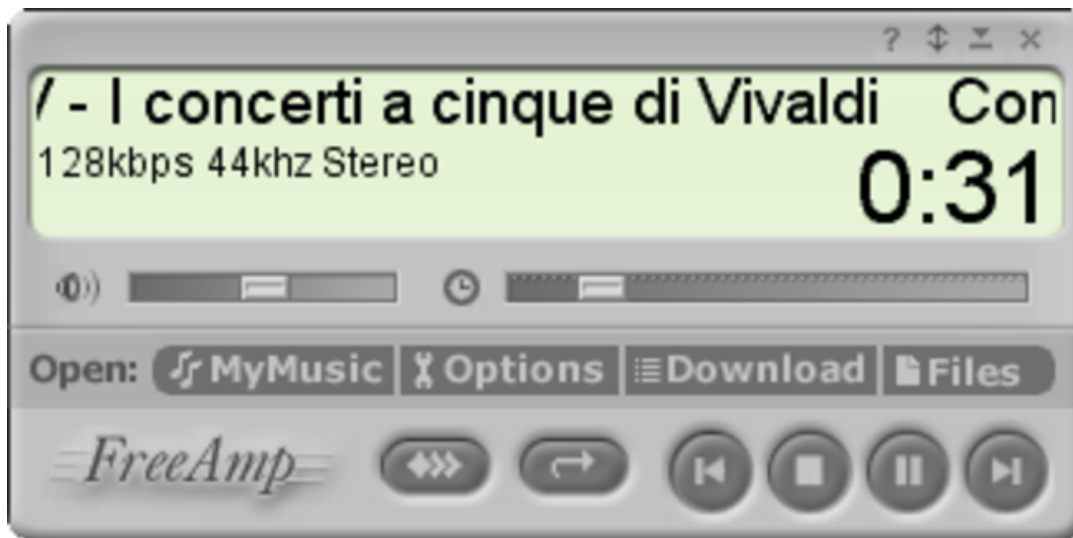 / - I concerti a cinque di Vivaldi Con
128kbps 44khz Stereo
0:31
Open: MyMusic Options Download Files
FreeAmp